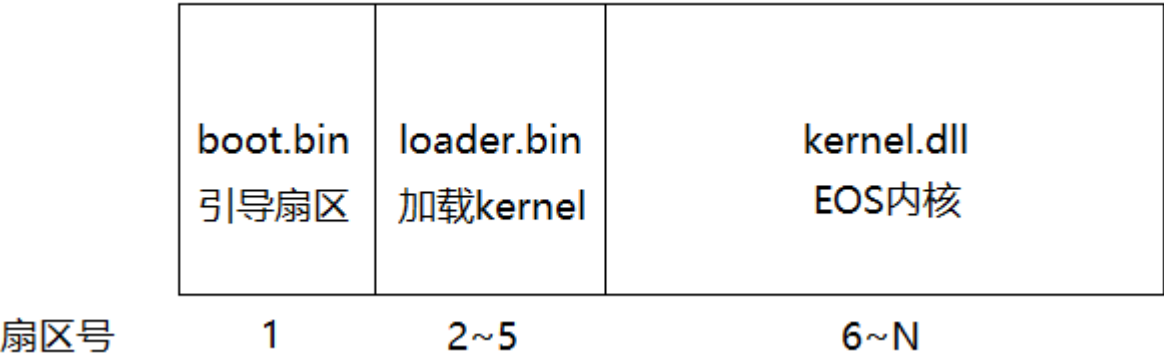 boot.bin
引导扇区
loader.bin
加载kernel
kernel.dll
EOS内核
扇区号 1 2~5 6~N